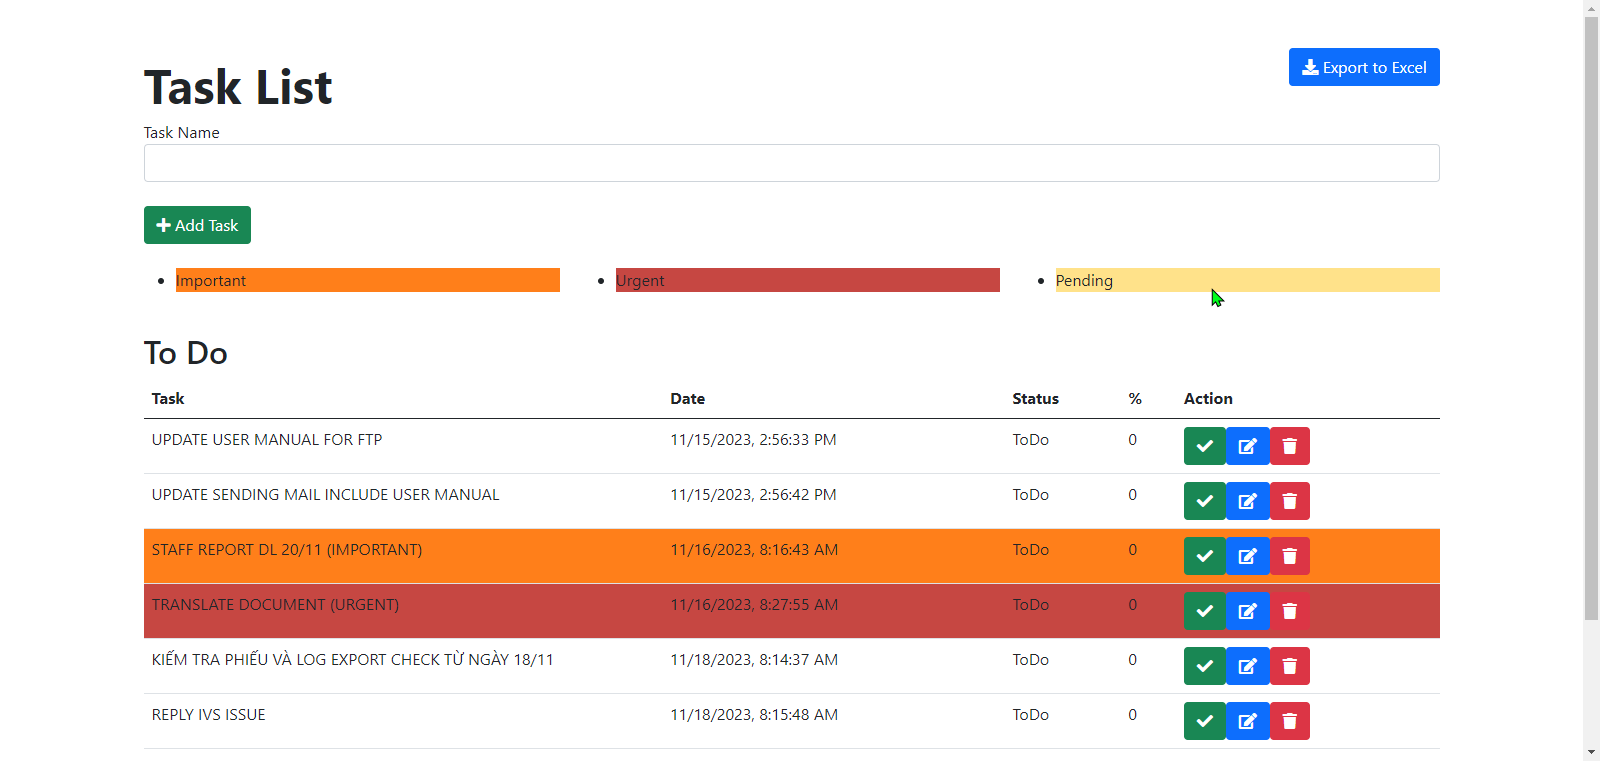 Export to Excel
Task List
Task Name
Add Task
Important
Urgent
Pending
To Do
Task Date Status % Action
UPDATE USER MANUAL FOR FTP 11/15/2023, 2:56:33 PM ToDo 0
UPDATE SENDING MAIL INCLUDE USER MANUAL 11/15/2023, 2:56:42 PM ToDo 0
STAFF REPORT DL 20/11 (IMPORTANT) 11/16/2023, 8:16:43 AM ToDo 0
TRANSLATE DOCUMENT (URGENT) 11/16/2023, 8:27:55 AM ToDo 0
KIỂM TRA PHIẾU VÀ LOG EXPORT CHECK TỪ NGÀY 18/11 11/18/2023, 8:14:37 AM ToDo 0
REPLY IVS ISSUE 11/18/2023, 8:15:48 AM ToDo 0